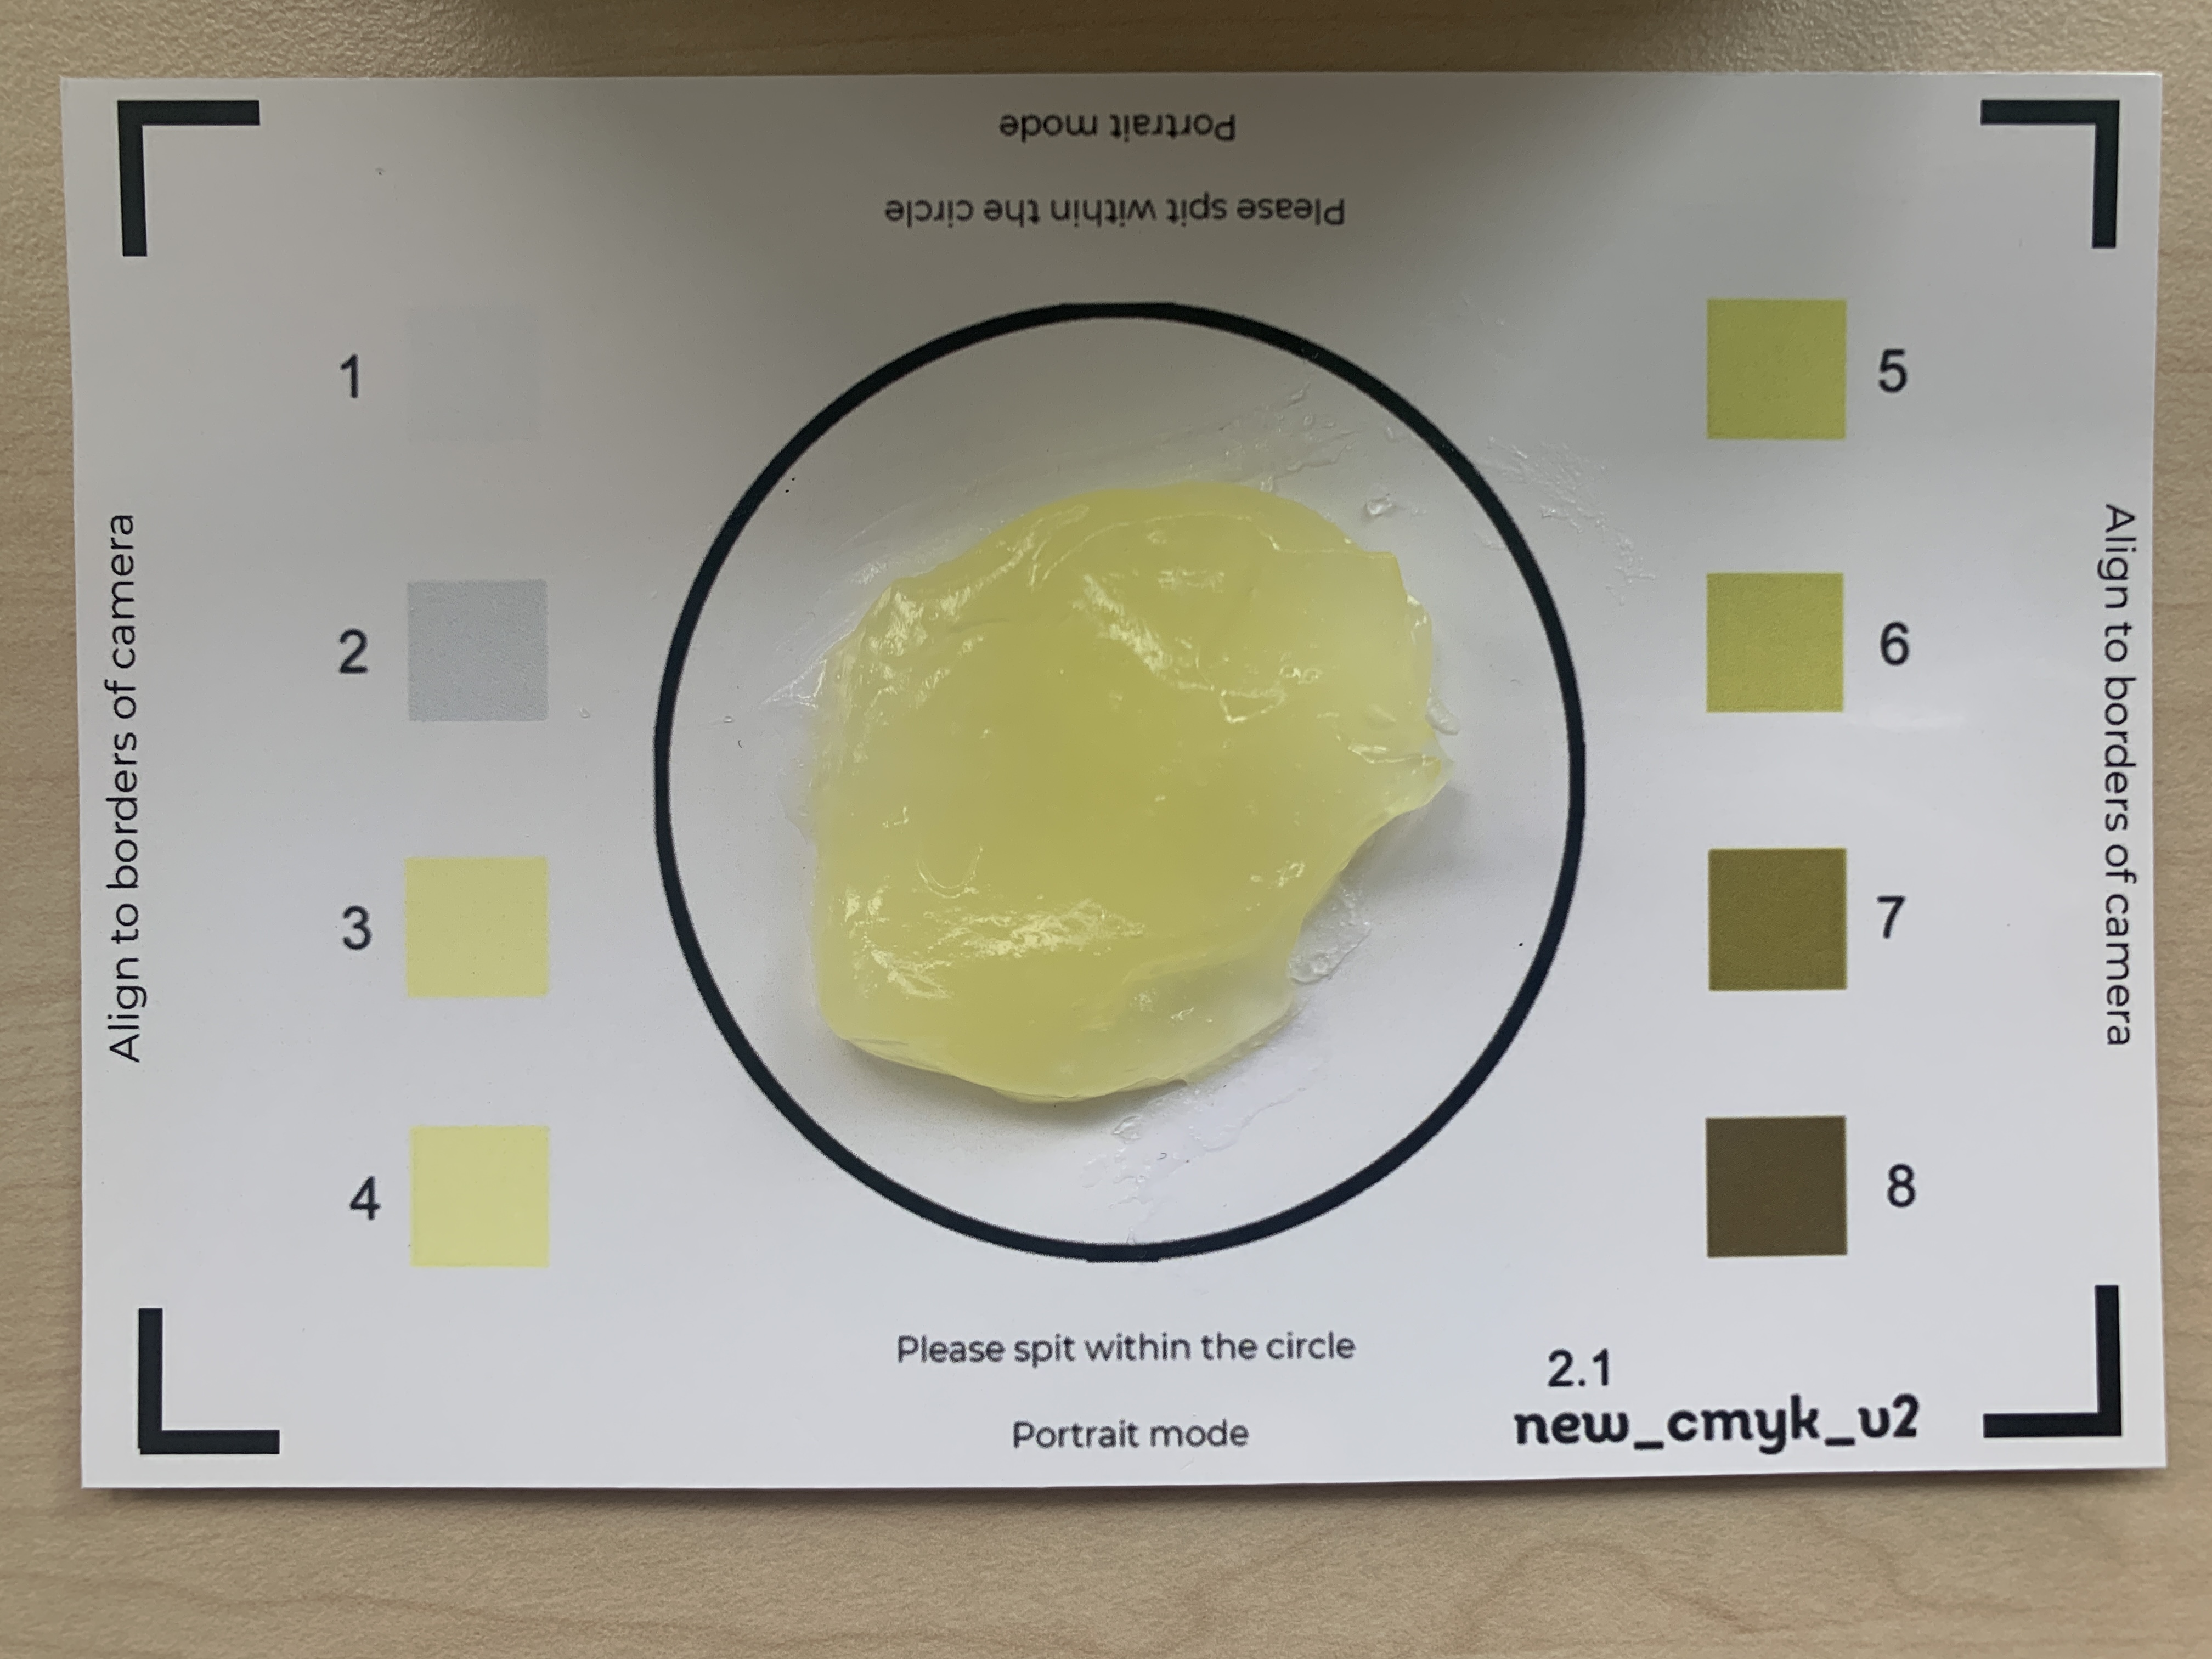 Align to borders of camera
4 3 2 1
Please spit within the circle
Portrait mode
Please spit within the circle
Portrait mode
2.1
new_cmyk_v2
8 7 6 5
Align to borders of camera